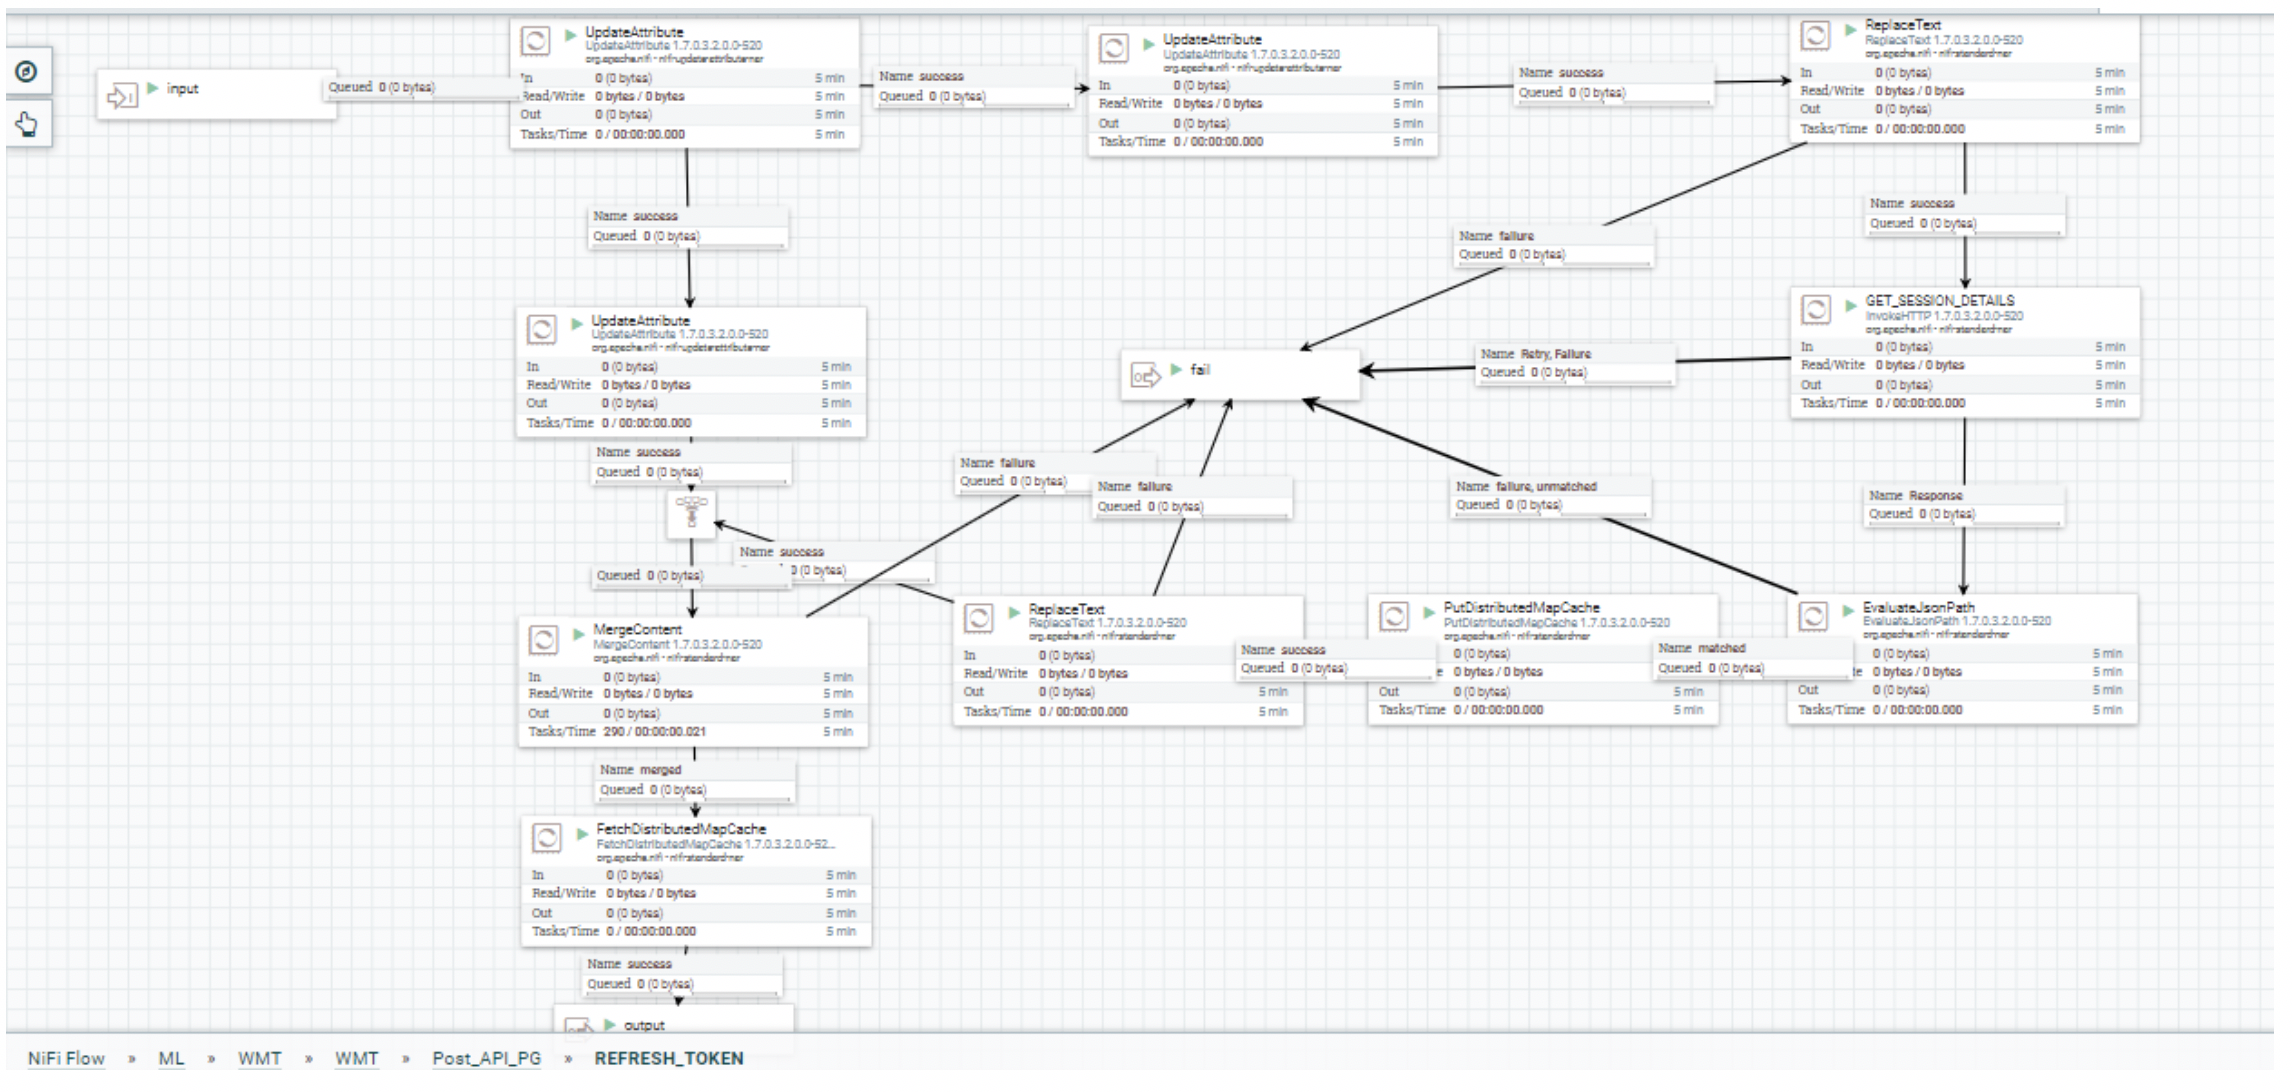 input
Queued 0 (0 bytes)
UpdateAttribute
UpdateAttribute 1.7.0.3.2.0.0-520
org.apache.nifi - nifi-update-attribute-nar
In 0 (0 bytes) 5 min
Read/Write 0 bytes / 0 bytes 5 min
Out 0 (0 bytes) 5 min
Tasks/Time 0 / 00:00:00.000 5 min
Name success
Queued 0 (0 bytes)
UpdateAttribute
UpdateAttribute 1.7.0.3.2.0.0-520
org.apache.nifi - nifi-update-attribute-nar
In 0 (0 bytes) 5 min
Read/Write 0 bytes / 0 bytes 5 min
Out 0 (0 bytes) 5 min
Tasks/Time 0 / 00:00:00.000 5 min
Name success
Queued 0 (0 bytes)
ReplaceText
ReplaceText 1.7.0.3.2.0.0-520
org.apache.nifi - nifi-standard-nar
In 0 (0 bytes) 5 min
Read/Write 0 bytes / 0 bytes 5 min
Out 0 (0 bytes) 5 min
Tasks/Time 0 / 00:00:00.000 5 min
Name success
Queued 0 (0 bytes)
Name failure
Queued 0 (0 bytes)
Name success
Queued 0 (0 bytes)
UpdateAttribute
UpdateAttribute 1.7.0.3.2.0.0-520
org.apache.nifi - nifi-update-attribute-nar
In 0 (0 bytes) 5 min
Read/Write 0 bytes / 0 bytes 5 min
Out 0 (0 bytes) 5 min
Tasks/Time 0 / 00:00:00.000 5 min
fail
Name Retry, Failure
Queued 0 (0 bytes)
GET_SESSION_DETAILS
InvokeHTTP 1.7.0.3.2.0.0-520
org.apache.nifi - nifi-standard-nar
In 0 (0 bytes) 5 min
Read/Write 0 bytes / 0 bytes 5 min
Out 0 (0 bytes) 5 min
Tasks/Time 0 / 00:00:00.000 5 min
Name success
Queued 0 (0 bytes)
Name failure
Queued 0 (0 bytes)
Name failure
Queued 0 (0 bytes)
Name failure, unmatched
Queued 0 (0 bytes)
Name Response
Queued 0 (0 bytes)
Name success
0 (0 bytes)
Queued 0 (0 bytes)
MergeContent
MergeContent 1.7.0.3.2.0.0-520
org.apache.nifi - nifi-standard-nar
In 0 (0 bytes) 5 min
Read/Write 0 bytes / 0 bytes 5 min
Out 0 (0 bytes) 5 min
Tasks/Time 290 / 00:00:00.021 5 min
ReplaceText
ReplaceText 1.7.0.3.2.0.0-520
org.apache.nifi - nifi-standard-nar
In 0 (0 bytes)
Read/Write 0 bytes / 0 bytes
Out 0 (0 bytes) 5 min
Tasks/Time 0 / 00:00:00.000 5 min
Name success
Queued 0 (0 bytes)
PutDistributedMapCache
PutDistributedMapCache 1.7.0.3.2.0.0-520
org.apache.nifi - nifi-standard-nar
0 (0 bytes)
e 0 bytes / 0 bytes
Out 0 (0 bytes) 5 min
Tasks/Time 0 / 00:00:00.000 5 min
Name matched
Queued 0 (0 bytes)
EvaluateJsonPath
EvaluateJsonPath 1.7.0.3.2.0.0-520
org.apache.nifi - nifi-standard-nar
0 (0 bytes) 5 min
te 0 bytes / 0 bytes 5 min
Out 0 (0 bytes) 5 min
Tasks/Time 0 / 00:00:00.000 5 min
Name merged
Queued 0 (0 bytes)
FetchDistributedMapCache
FetchDistributedMapCache 1.7.0.3.2.0.0-52...
org.apache.nifi - nifi-standard-nar
In 0 (0 bytes) 5 min
Read/Write 0 bytes / 0 bytes 5 min
Out 0 (0 bytes) 5 min
Tasks/Time 0 / 00:00:00.000 5 min
Name success
Queued 0 (0 bytes)
output
NiFi Flow » ML » WMT » WMT » Post_API_PG » REFRESH_TOKEN